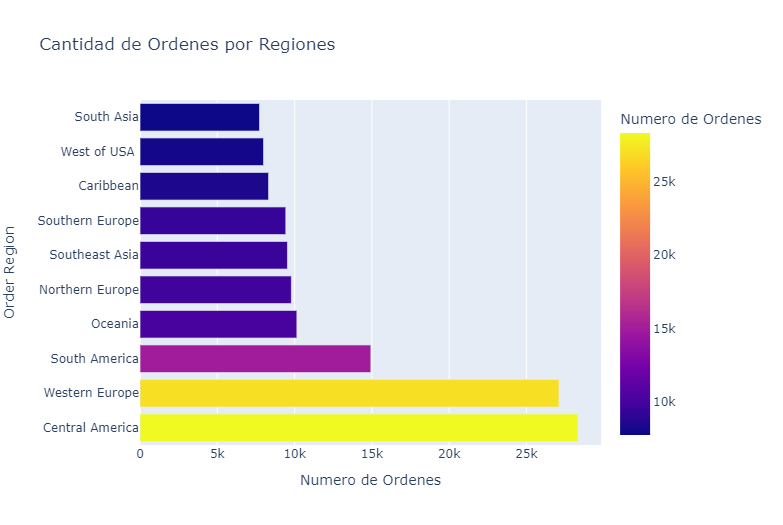 Cantidad de Ordenes por Regiones
Numero de Ordenes
South Asia
West of USA
Caribbean
Southern Europe
Southeast Asia
Northern Europe
Oceania
South America
Western Europe
Central America
Order Region
0 5k 10k 15k 20k 25k
Numero de Ordenes
25k
20k
15k
10k